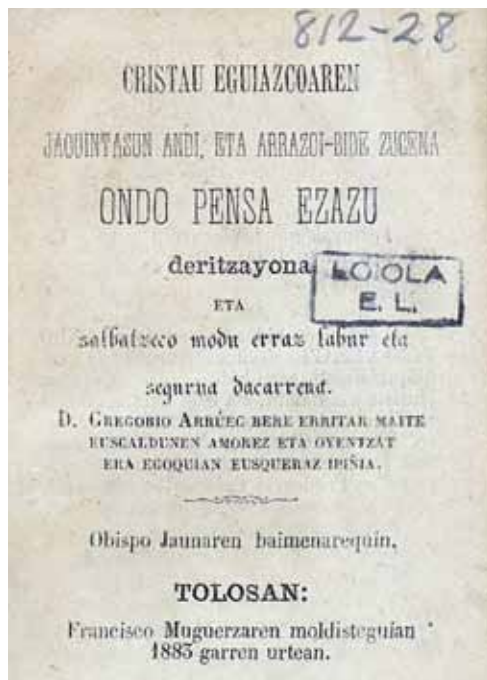 812-28
CRISTAU EGUIAZCOAREN
JAQUINTASUN ANDI, ETA ARRAZOI-BIDE ZUCENA
ONDO PENSA EZAZU
deritzayona
LOIOLA
E. L.
ETA
salbatzeco modu erraz labur eta
segurua dacarrena.
D. GREGORIO ARRÚEC BERE ERRITAR MAITE
EUSCALDUNEN AMOREZ ETA OYENTZAT
ERA EGOQUIAN EUSQUERAZ IPIÑIA.
Obispo Jaunaren baimenarequin.
TOLOSAN:
Francisco Muguerzaren moldisteguian
1883 garren urtean.